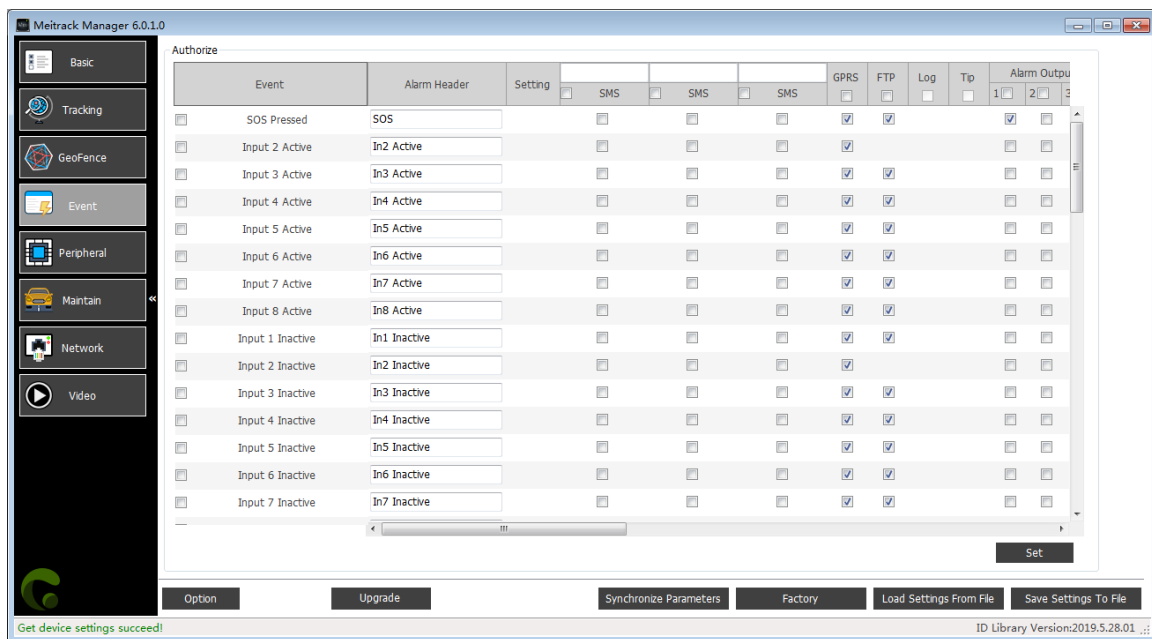 Meitrack Manager 6.0.1.0
Basic
Tracking
GeoFence
Event
Peripheral
Maintain
Network
Video
«
Authorize
Event Alarm Header Setting SMS SMS SMS GPRS FTP Log Tip Alarm Outpu
1 2 3
SOS Pressed SOS
Input 2 Active In2 Active
Input 3 Active In3 Active
Input 4 Active In4 Active
Input 5 Active In5 Active
Input 6 Active In6 Active
Input 7 Active In7 Active
Input 8 Active In8 Active
Input 1 Inactive In1 Inactive
Input 2 Inactive In2 Inactive
Input 3 Inactive In3 Inactive
Input 4 Inactive In4 Inactive
Input 5 Inactive In5 Inactive
Input 6 Inactive In6 Inactive
Input 7 Inactive In7 Inactive
Set
Option Upgrade Synchronize Parameters Factory Load Settings From File Save Settings To File
Get device settings succeed! ID Library Version:2019.5.28.01